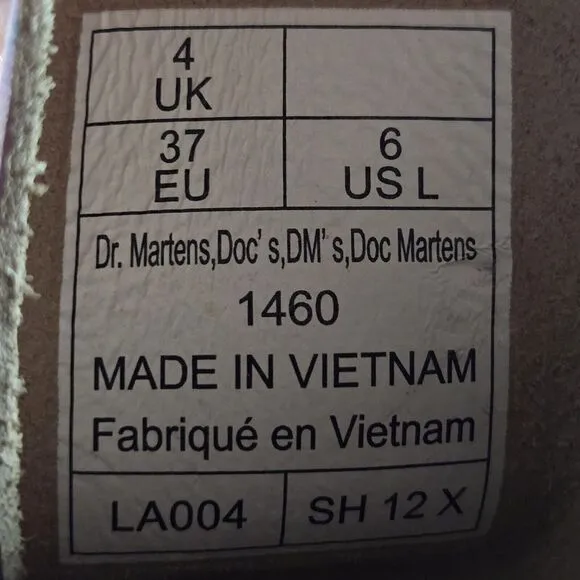 4
UK
37
EU
6
US L
Dr. Martens,Doc's,DM's,Doc Martens
1460
MADE IN VIETNAM
Fabriqué en Vietnam
LA004
SH 12 X